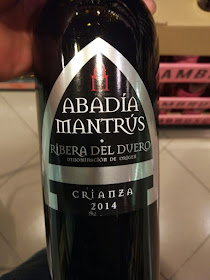 ABADÍA
MANTRÚS
RIBERA DEL DUERO
DENOMINACIÓN DE ORIGEN
CRIANZA
2014